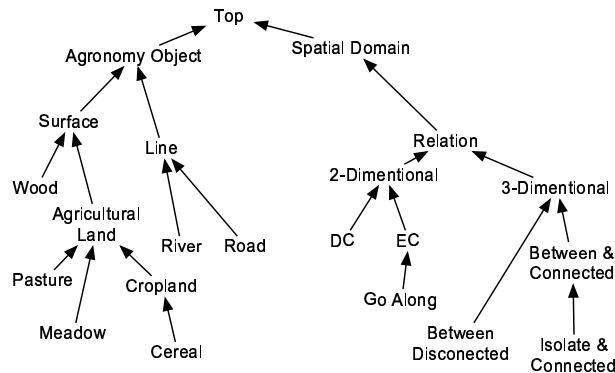 Top
Agronomy Object
Spatial Domain
Surface
Line
Relation
Wood
2-Dimentional
3-Dimentional
Agricultural
Land
River
Road
DC
EC
Between &
Connected
Pasture
Cropland
Go Along
Meadow
Cereal
Between
Disconected
Isolate &
Connected